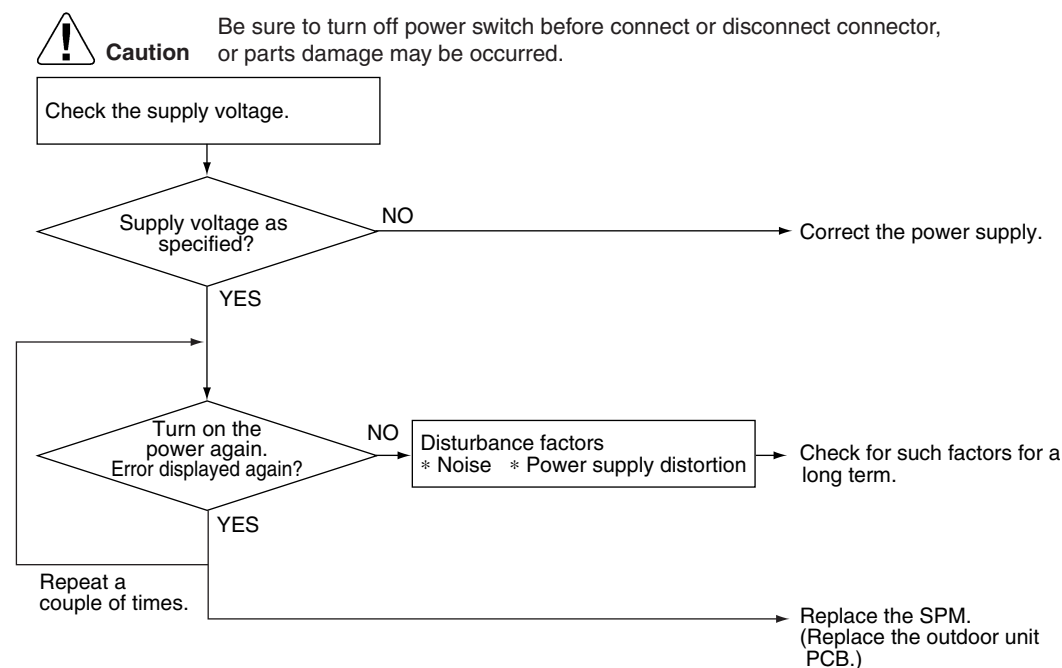 Be sure to turn off power switch before connect or disconnect connector,
Caution or parts damage may be occurred.
Check the supply voltage.
Supply voltage as
specified?
NO
Correct the power supply.
YES
Turn on the
power again.
Error displayed again?
NO
Disturbance factors
* Noise * Power supply distortion
Check for such factors for a
long term.
YES
Repeat a
couple of times.
Replace the SPM.
(Replace the outdoor unit
PCB.)